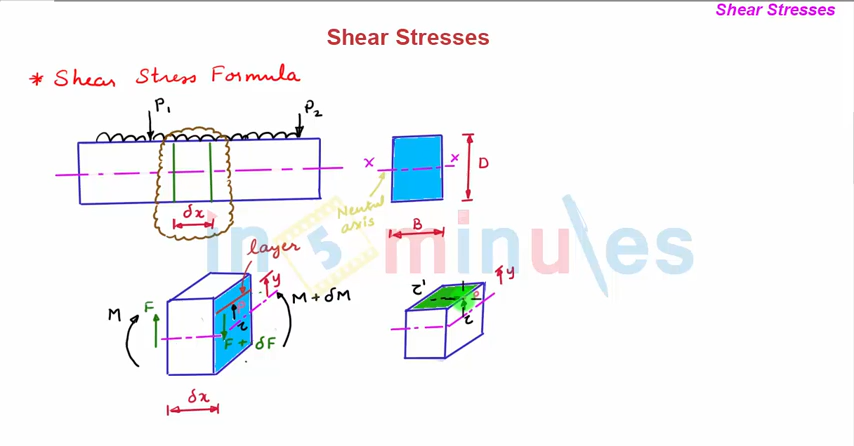 Shear Stresses
Shear Stresses
* Shear Stress Formula
P1
P2
x
x
D
δx
Neutral axis
B
in 5 minutes
layer
y
M
F
M + δM
τ
F + δF
δx
τ'
y
τ